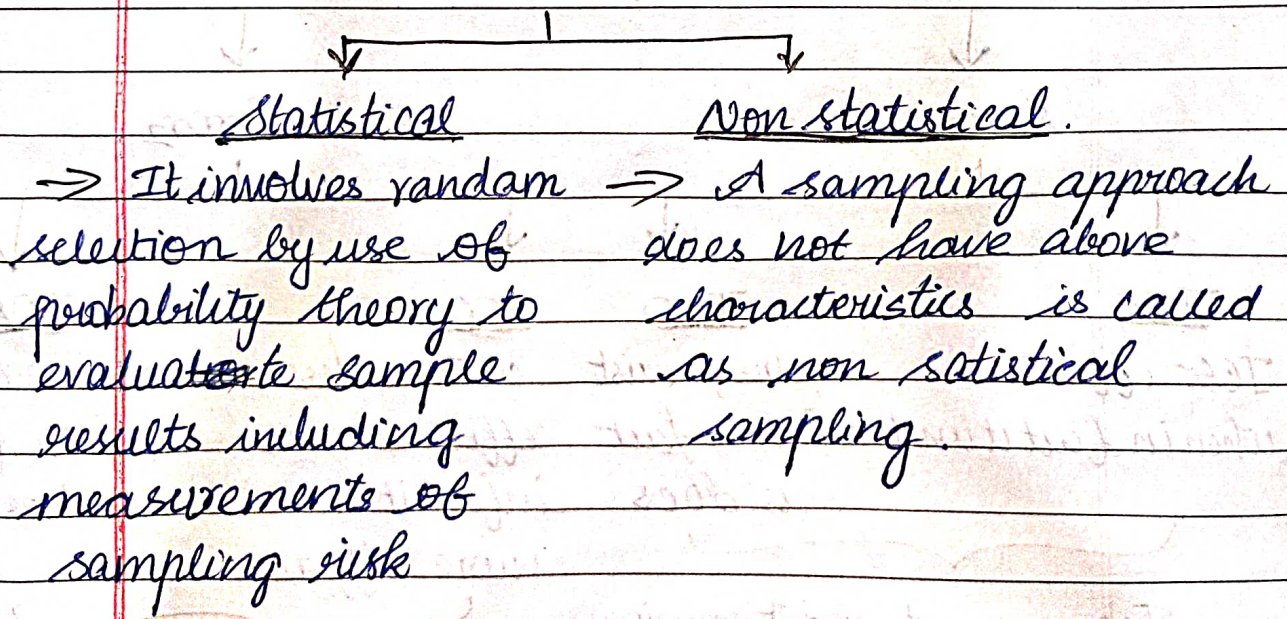 Statistical
→ It involves randam
selection by use of
probability theory to
evaluate sample
results including
measurements of
sampling risk
Non statistical.
→ A sampling approach
does not have above
characteristics is called
as non satistical
sampling.